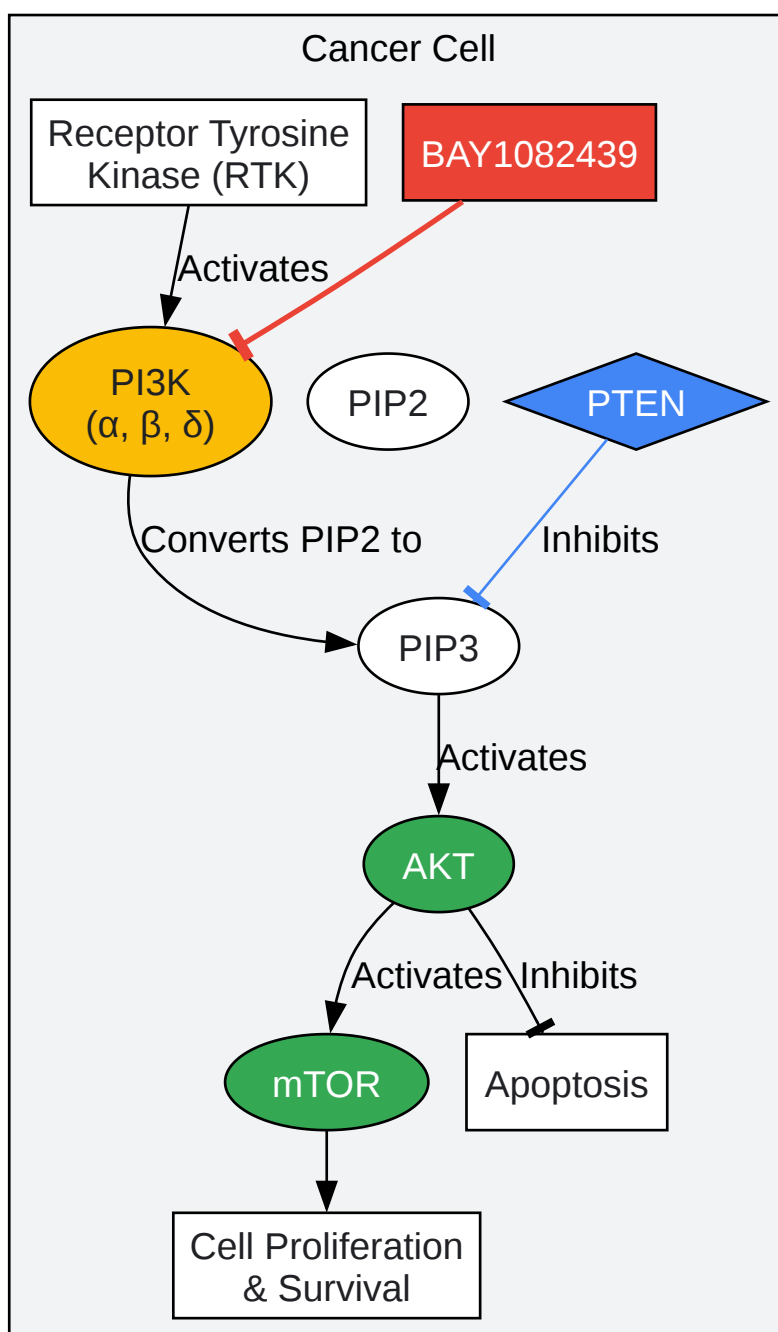 Cancer Cell
Receptor Tyrosine
Kinase (RTK)
BAY1082439
Activates
PI3K
(α, β, δ)
PIP2
PTEN
Converts PIP2 to
Inhibits
PIP3
Activates
AKT
Activates
Inhibits
mTOR
Apoptosis
Cell Proliferation
& Survival